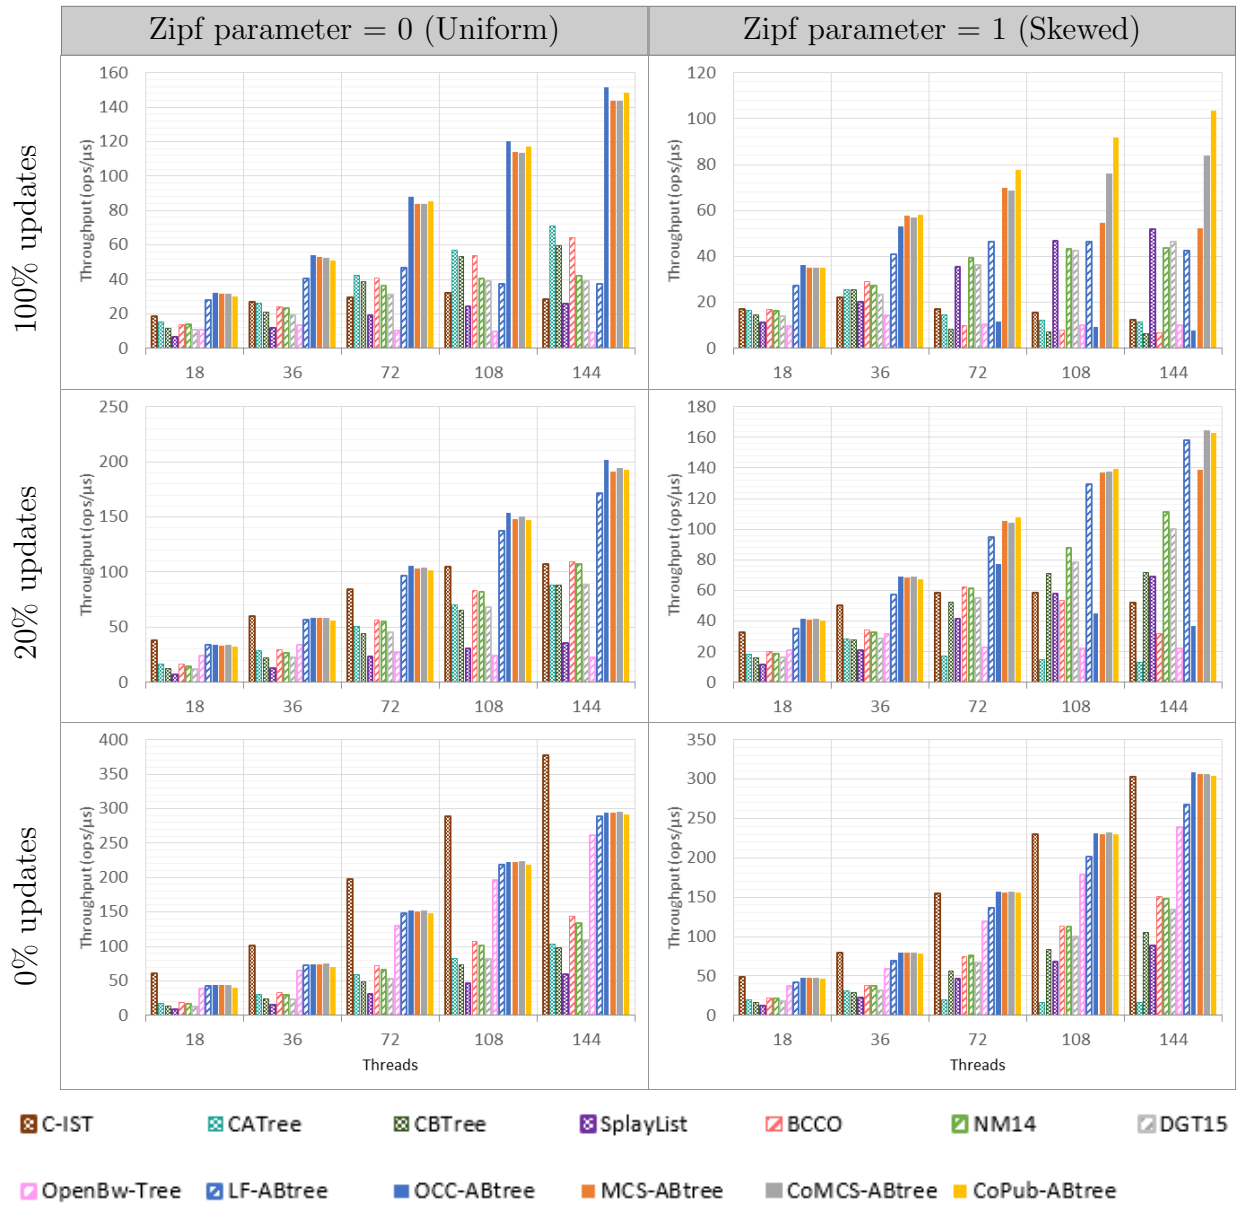 Zipf parameter = 0 (Uniform) Zipf parameter = 1 (Skewed)
100% updates
Throughput (ops/μs)
160
140
120
100
80
60
40
20
0
18 36 72 108 144
Throughput (ops/μs)
120
100
80
60
40
20
0
18 36 72 108 144
20% updates
Throughput (ops/μs)
250
200
150
100
50
0
18 36 72 108 144
Throughput (ops/μs)
180
160
140
120
100
80
60
40
20
0
18 36 72 108 144
0% updates
Throughput (ops/μs)
400
350
300
250
200
150
100
50
0
18 36 72 108 144
Threads
Throughput (ops/μs)
350
300
250
200
150
100
50
0
18 36 72 108 144
Threads
C-IST CATree CBTree SplayList BCCO NM14 DGT15
OpenBw-Tree LF-ABtree OCC-ABtree MCS-ABtree CoMCS-ABtree CoPub-ABtree